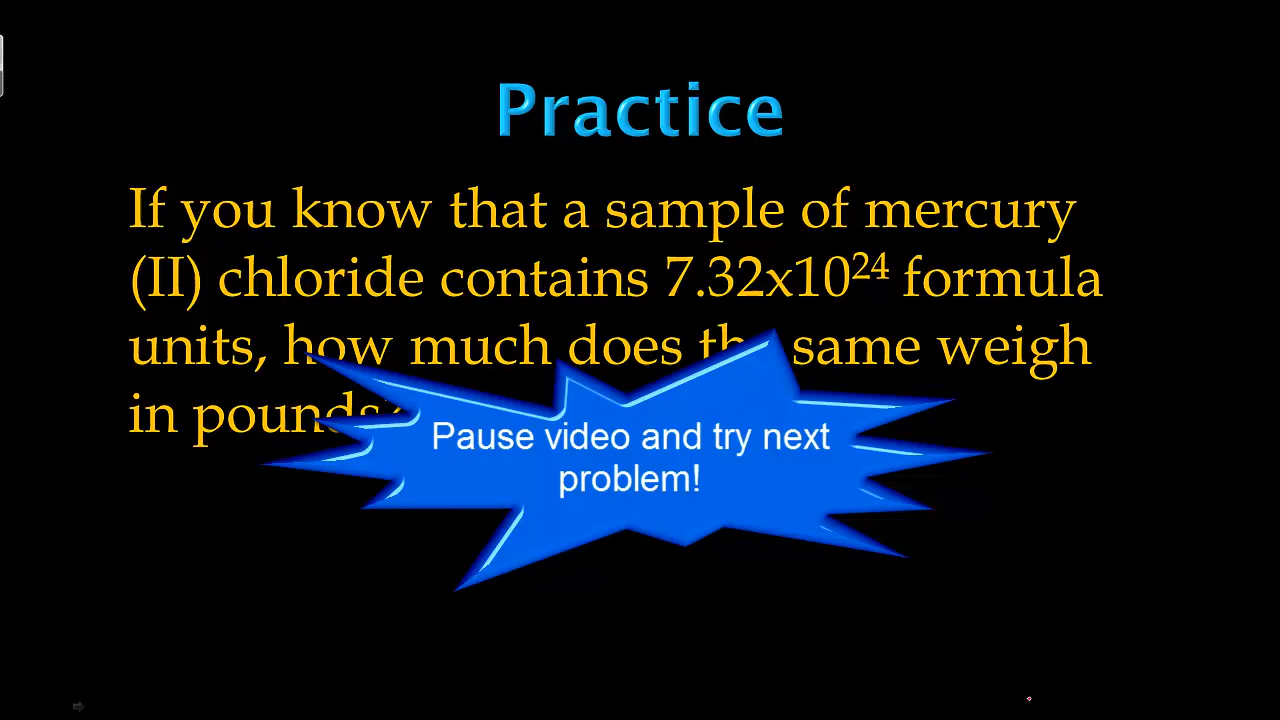 Practice
If you know that a sample of mercury
(II) chloride contains 7.32x10²⁴ formula
units, how much does the same weigh
in pounds?
Pause video and try next
problem!